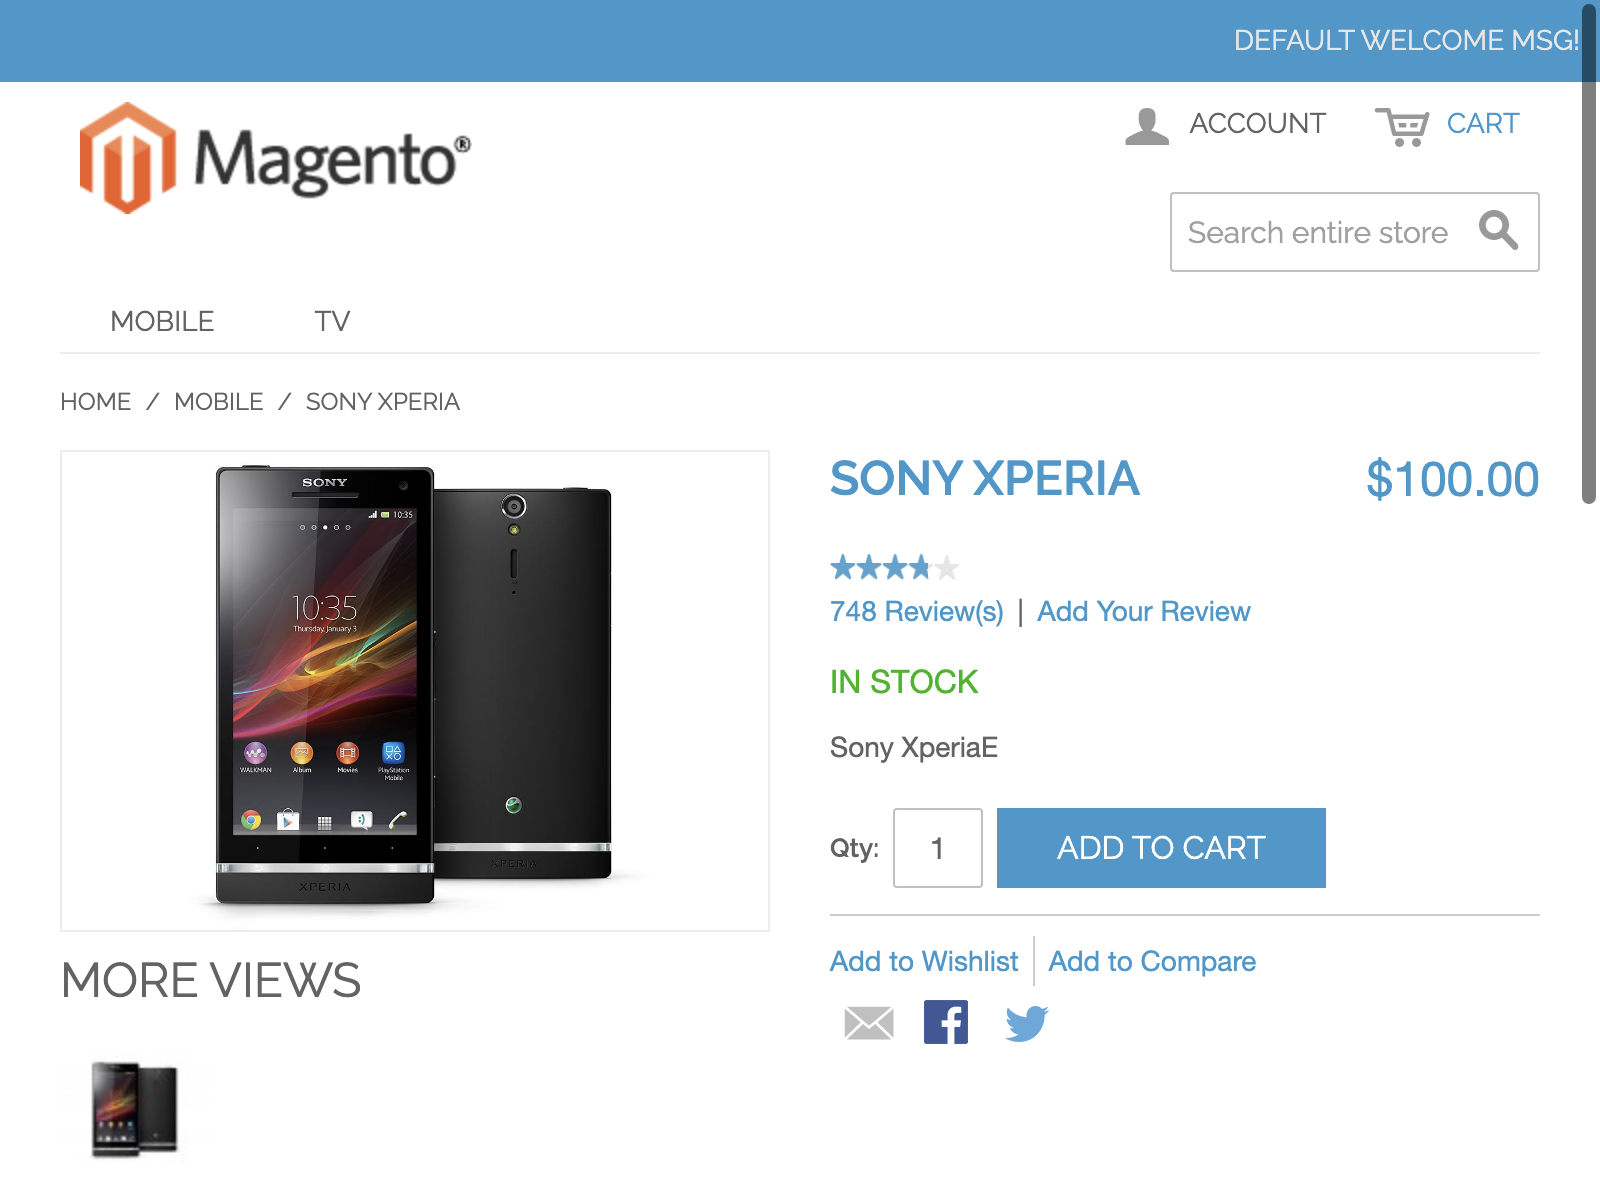 DEFAULT WELCOME MSG!
Magento®
ACCOUNT
CART
Search entire store
MOBILE
TV
HOME / MOBILE / SONY XPERIA
SONY
10:35
10:35
Thursday, January 3
WALKMAN
Album
Movies
PlayStation
Mobile
XPERIA
XPERIA
SONY XPERIA
$100.00
748 Review(s) | Add Your Review
IN STOCK
Sony XperiaE
Qty: 1 ADD TO CART
Add to Wishlist
Add to Compare
MORE VIEWS